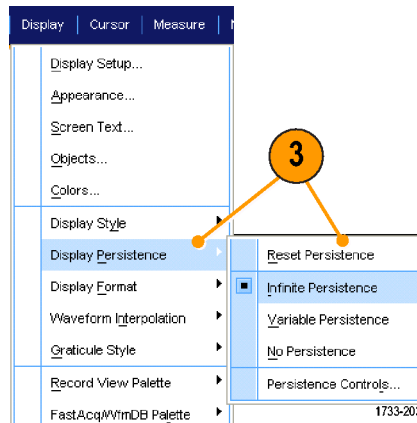 Display Cursor Measure
Display Setup...
Appearance...
Screen Text...
Objects...
Colors...
3
Display Style
Display Persistence
Display Format
Waveform Interpolation
Graticule Style
Record View Palette
FastAcq/WfmDB Palette
Reset Persistence
Infinite Persistence
Variable Persistence
No Persistence
Persistence Controls...